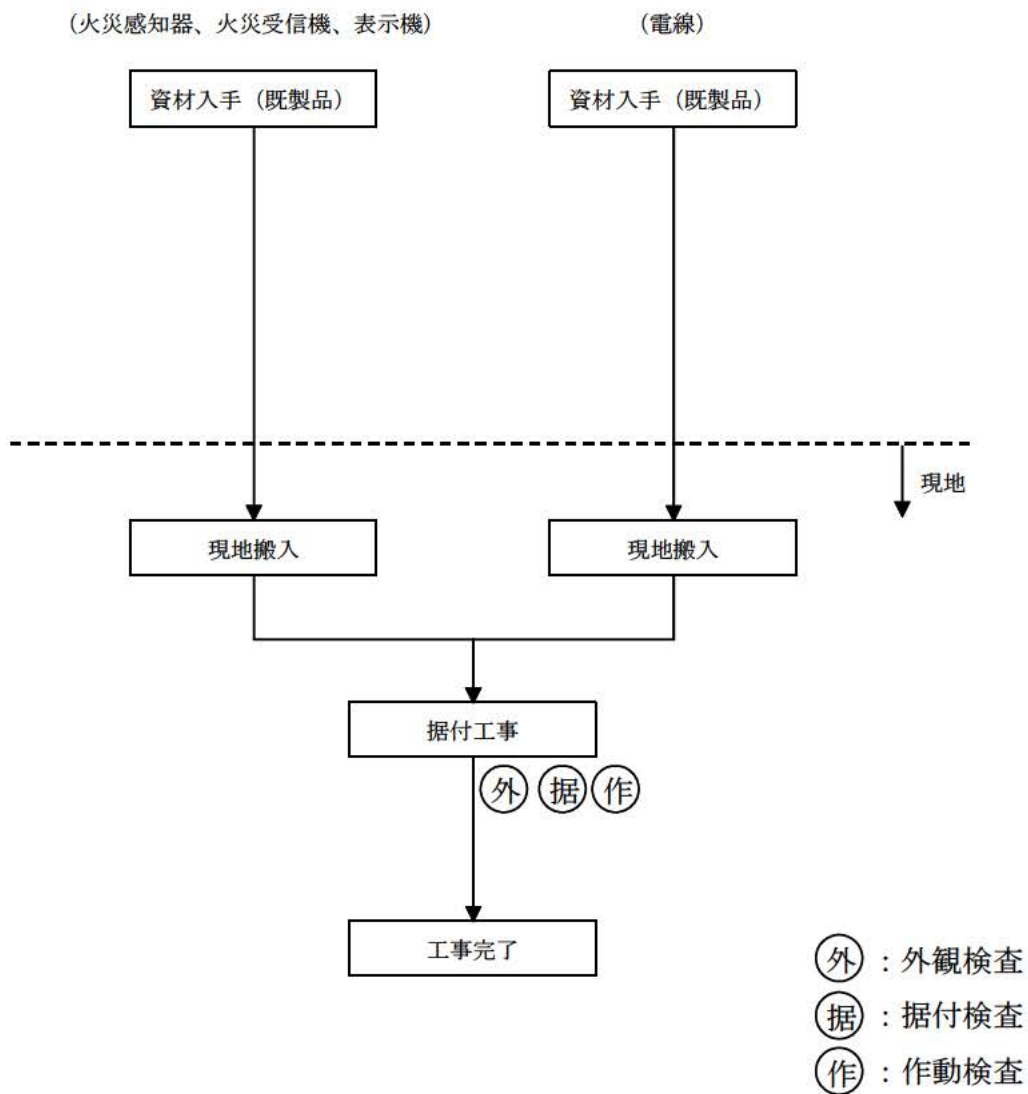 (火災感知器、火災受信機、表示機)
(電線)
資材入手(既製品)
資材入手(既製品)
現地
現地搬入
現地搬入
据付工事
外 据 作
工事完了
外 : 外観検査
据 : 据付検査
作 : 作動検査